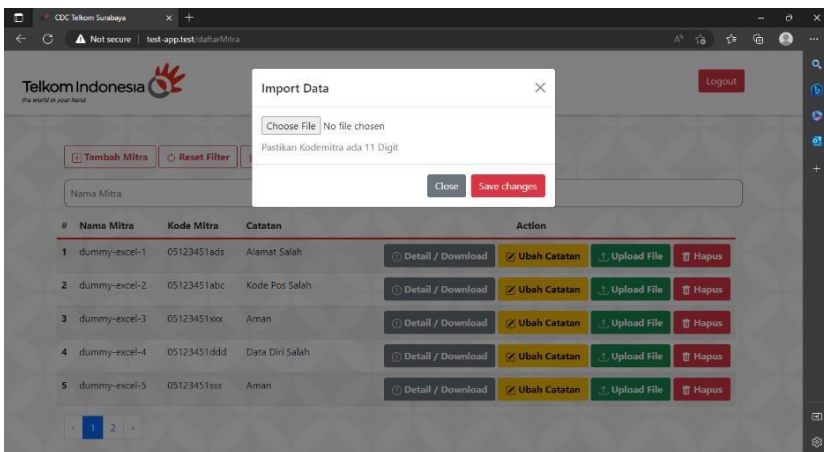 CDC Telkom Surabaya
Not secure | test-app.test/daftarMitra
Telkom Indonesia
the world in your hand
Logout
Import Data
Choose File No file chosen
Pastikan Kodemitra ada 11 Digit
Close Save changes
Tambah Mitra Reset Filter
Nama Mitra
# Nama Mitra Kode Mitra Catatan Action
1 dummy-excel-1 05123451ads Alamat Salah Detail / Download Ubah Catatan Upload File Hapus
2 dummy-excel-2 05123451abc Kode Pos Salah Detail / Download Ubah Catatan Upload File Hapus
3 dummy-excel-3 05123451xxx Aman Detail / Download Ubah Catatan Upload File Hapus
4 dummy-excel-4 05123451ddd Data Diri Salah Detail / Download Ubah Catatan Upload File Hapus
5 dummy-excel-5 05123451sss Aman Detail / Download Ubah Catatan Upload File Hapus
‹ 1 2 ›